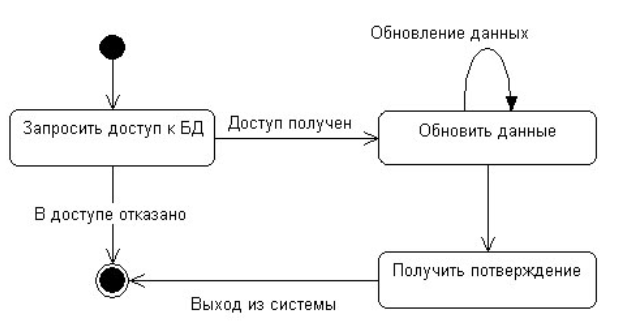 Обновление данных
Запросить доступ к БД
Доступ получен
Обновить данные
В доступе отказано
Получить потверждение
Выход из системы